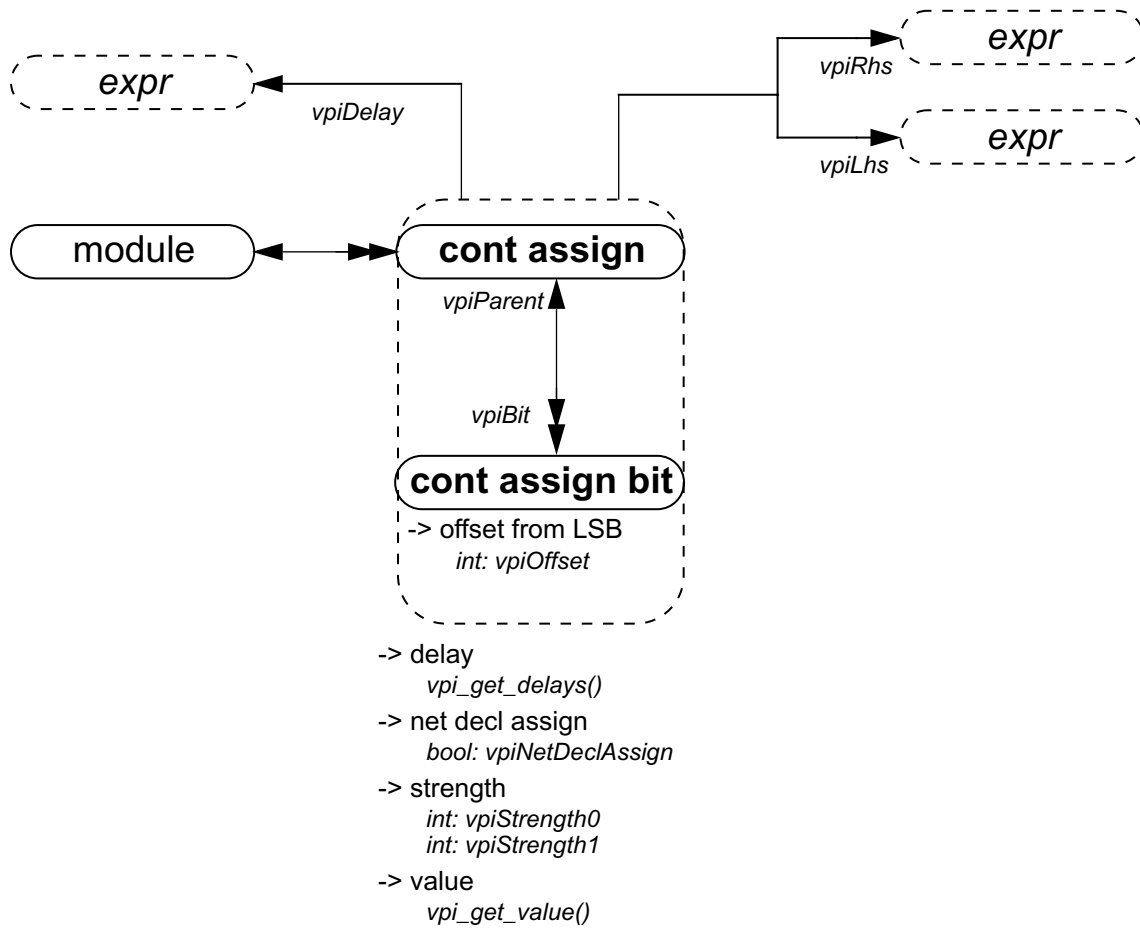 expr
vpiRhs
expr
vpiDelay
expr
vpiLhs
module
cont assign
vpiParent
vpiBit
cont assign bit
-> offset from LSB
int: vpiOffset
-> delay
vpi_get_delays()
-> net decl assign
bool: vpiNetDeclAssign
-> strength
int: vpiStrength0
int: vpiStrength1
-> value
vpi_get_value()